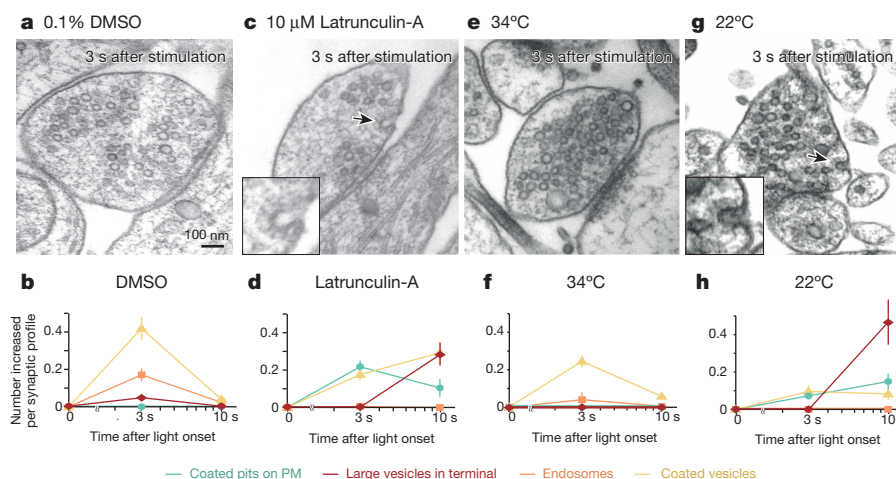 a 0.1% DMSO
c 10 μM Latrunculin-A
e 34ºC
g 22ºC
3 s after stimulation
3 s after stimulation
3 s after stimulation
3 s after stimulation
100 nm
b DMSO
d Latrunculin-A
f 34ºC
h 22ºC
Number increased
per synaptic profile
0.4
0.2
0
0 3 s 10 s
Time after light onset
0.4
0.2
0
0 3 s 10 s
Time after light onset
0.4
0.2
0
0 3 s 10 s
Time after light onset
0.4
0.2
0
0 3 s 10 s
Time after light onset
Coated pits on PM Large vesicles in terminal Endosomes Coated vesicles